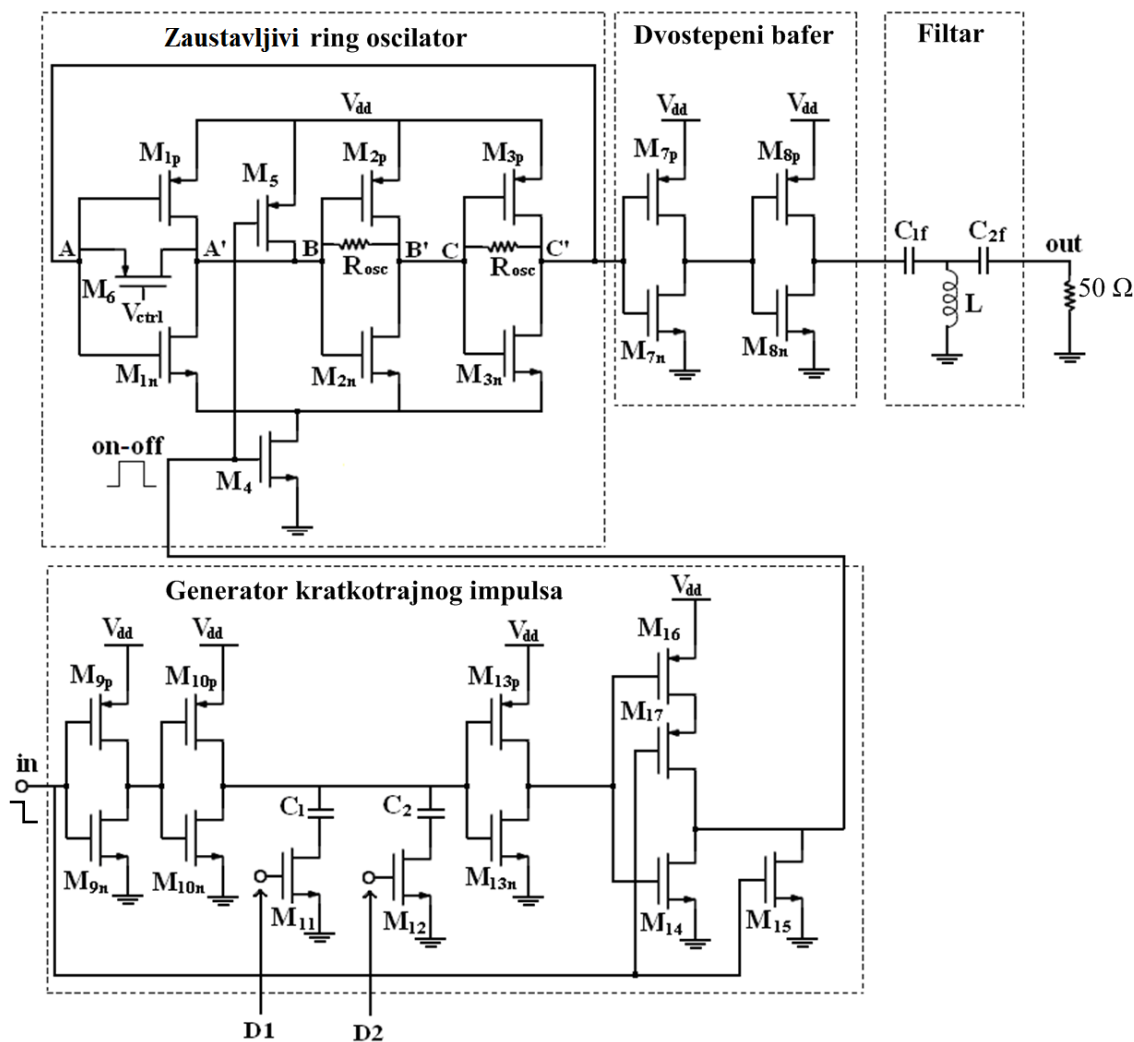 Zaustavljivi ring oscilator
Dvostepeni bafer
Filtar
Vdd
Vdd
Vdd
M1p
M5
M2p
M3p
M7p
M8p
A
A'
B
B'
C
C'
Rosc
Rosc
M6
Vctrl
C1f
C2f
out
L
50 Ω
M1n
M2n
M3n
M7n
M8n
on-off
M4
Generator kratkotrajnog impulsa
Vdd
Vdd
Vdd
Vdd
M9p
M10p
M13p
M16
M17
in
C1
C2
M9n
M10n
M11
M12
M13n
M14
M15
D1
D2